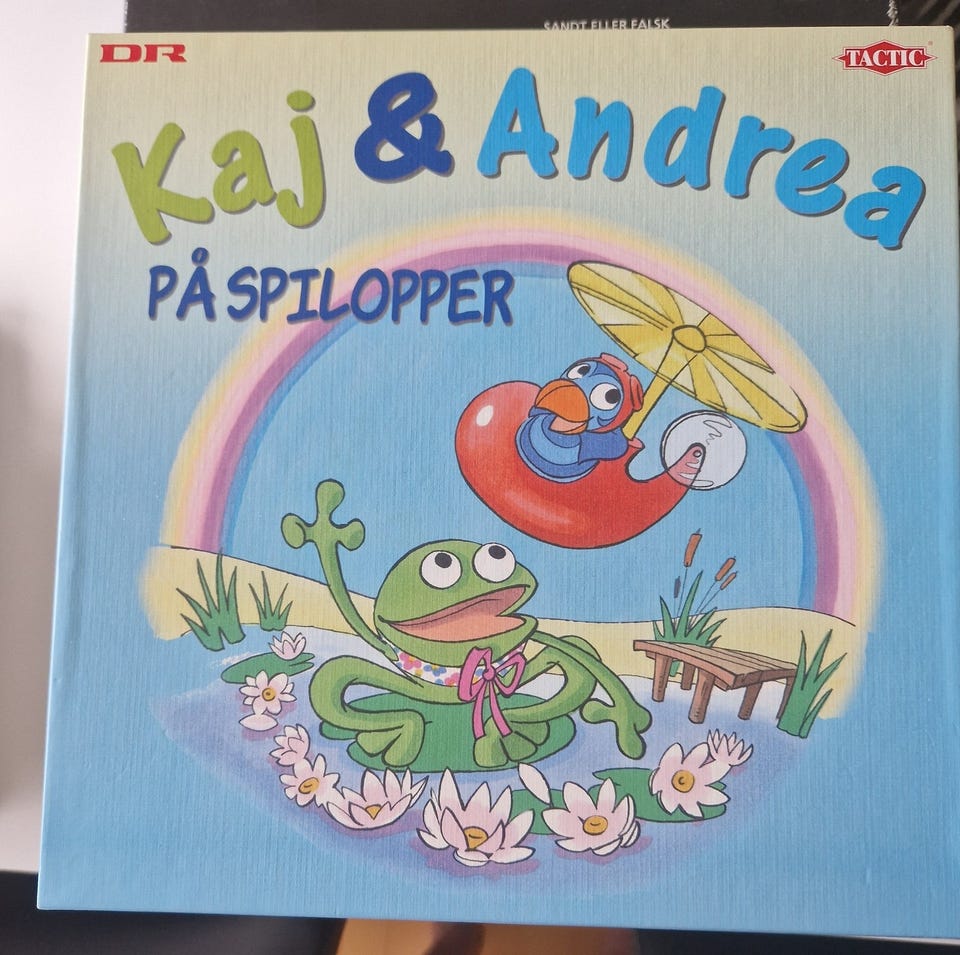 SANDT ELLER FALSK
DR
TACTIC
Kaj & Andrea
PÅ SPILOPPER